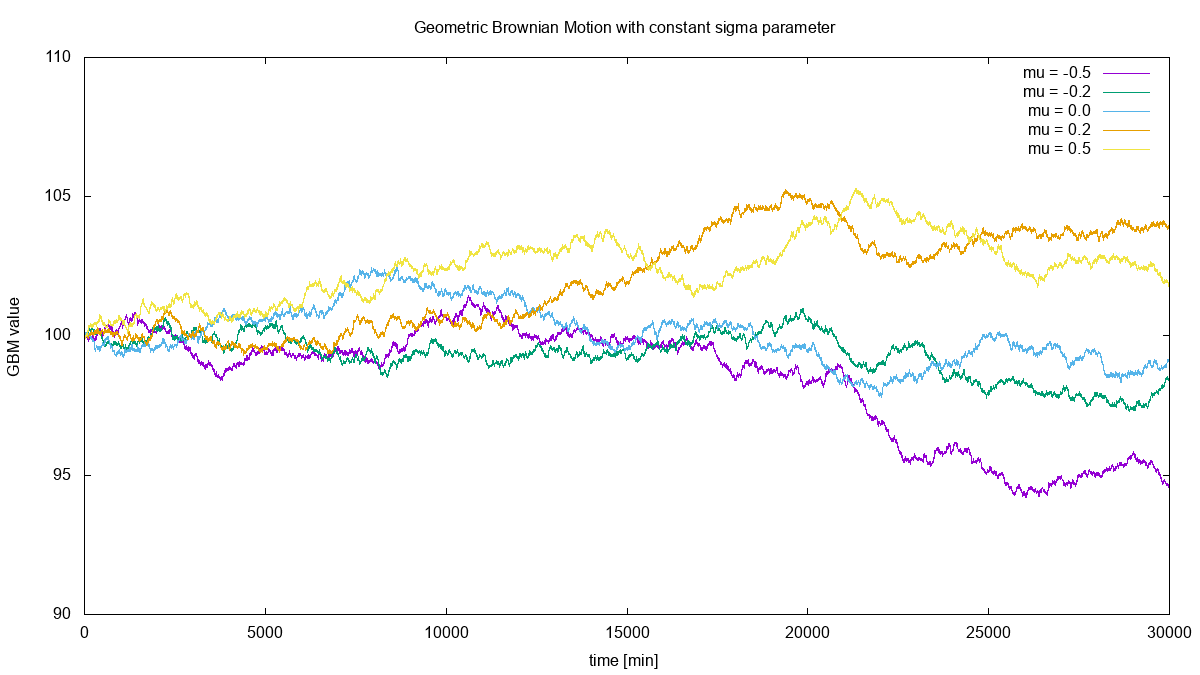 Geometric Brownian Motion with constant sigma parameter
110
105
100
95
90
GBM value
mu = -0.5
mu = -0.2
mu = 0.0
mu = 0.2
mu = 0.5
0 5000 10000 15000 20000 25000 30000
time [min]